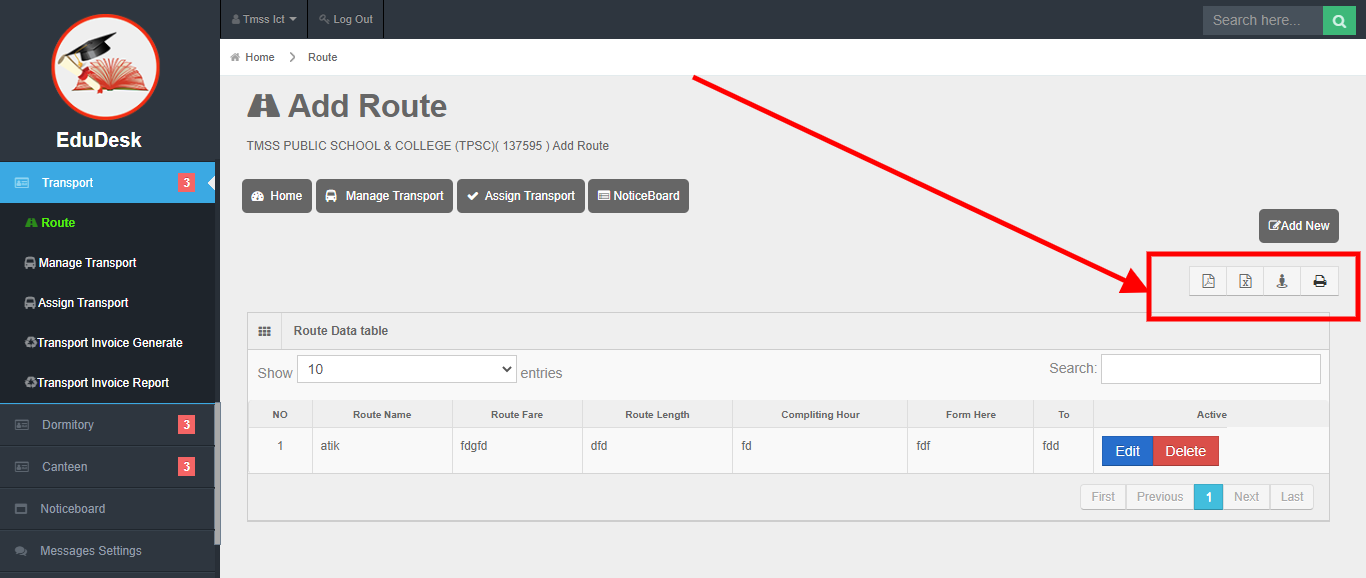 Tmss Ict
Log Out
Search here...
EduDesk
Home
Route
Add Route
TMSS PUBLIC SCHOOL & COLLEGE (TPSC)( 137595 ) Add Route
Transport 3
Route
Manage Transport
Assign Transport
Transport Invoice Generate
Transport Invoice Report
Dormitory 3
Canteen 3
Noticeboard
Messages Settings
Home
Manage Transport
Assign Transport
NoticeBoard
Add New
Route Data table
Show 10 entries
Search:
NO Route Name Route Fare Route Length Compliting Hour Form Here To Active
1 atik fdgfd dfd fd fdf fdd Edit Delete
First Previous 1 Next Last